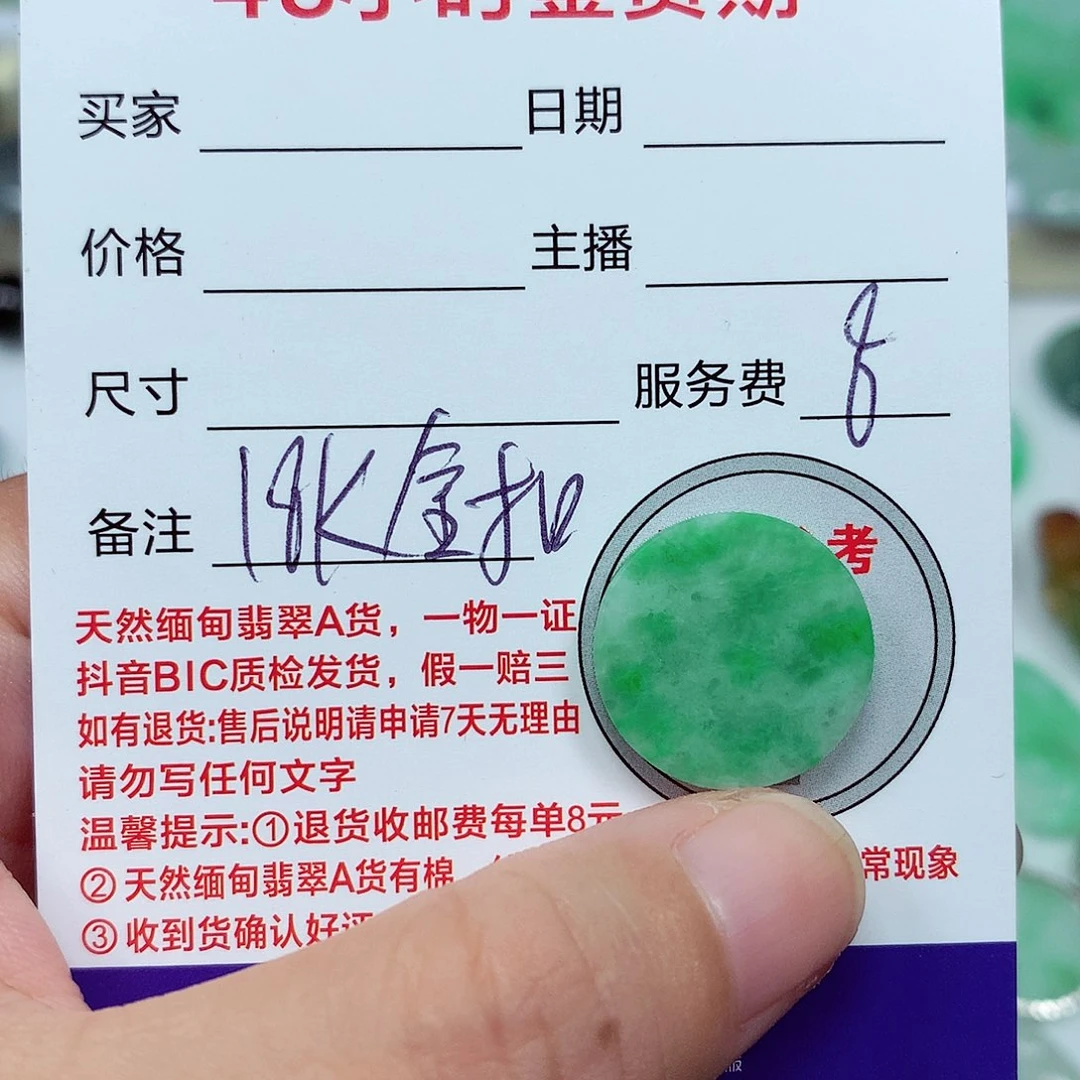 买家 日期
价格 主播
尺寸 服务费 8
备注 18K金扣
考
天然缅甸翡翠A货，一物一证
抖音BIC质检发货，假一赔三
如有退货:售后说明请申请7天无理由
请勿写任何文字
温馨提示:①退货收邮费每单8元
②天然缅甸翡翠A货有棉 常现象
③收到货确认好评